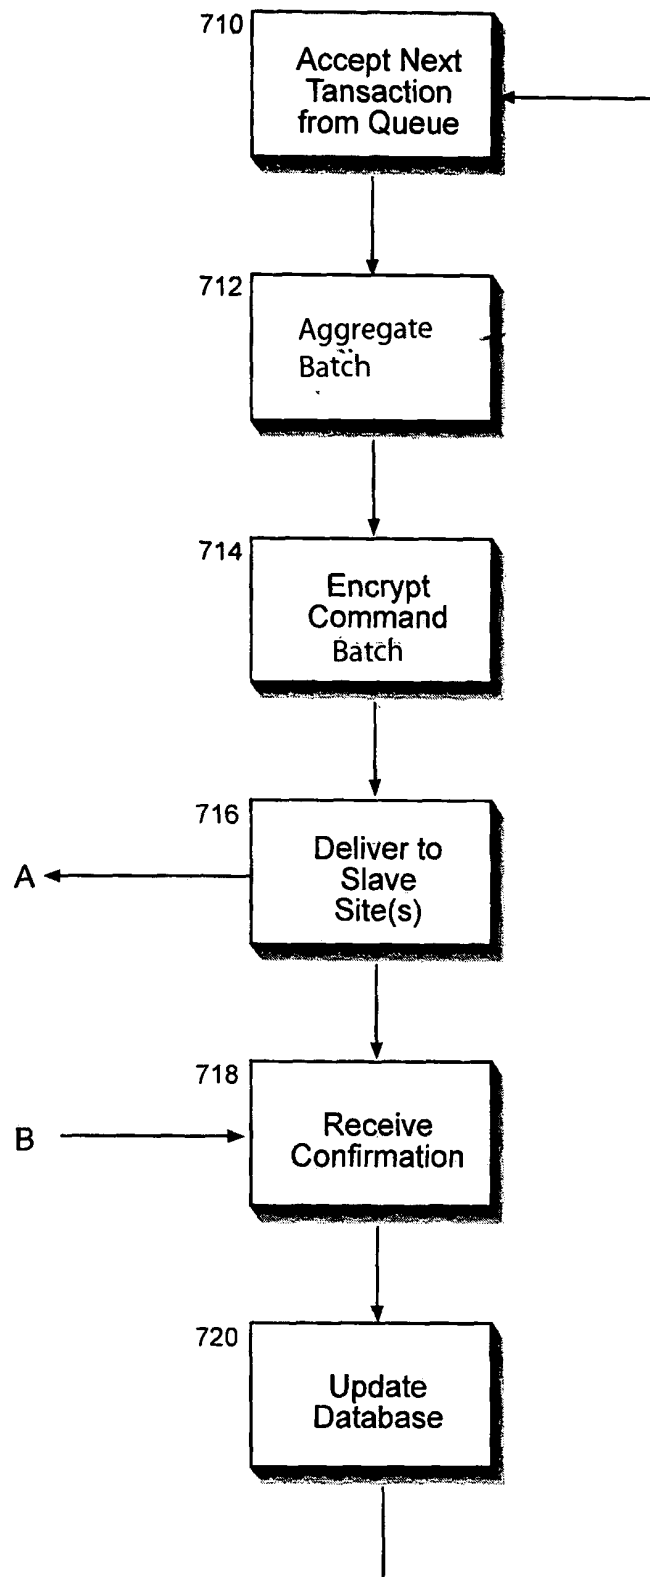 710
Accept Next
Tansaction
from Queue
712
Aggregate
Batch
714
Encrypt
Command
Batch
716
Deliver to
Slave
Site(s)
A
718
Receive
Confirmation
B
720
Update
Database